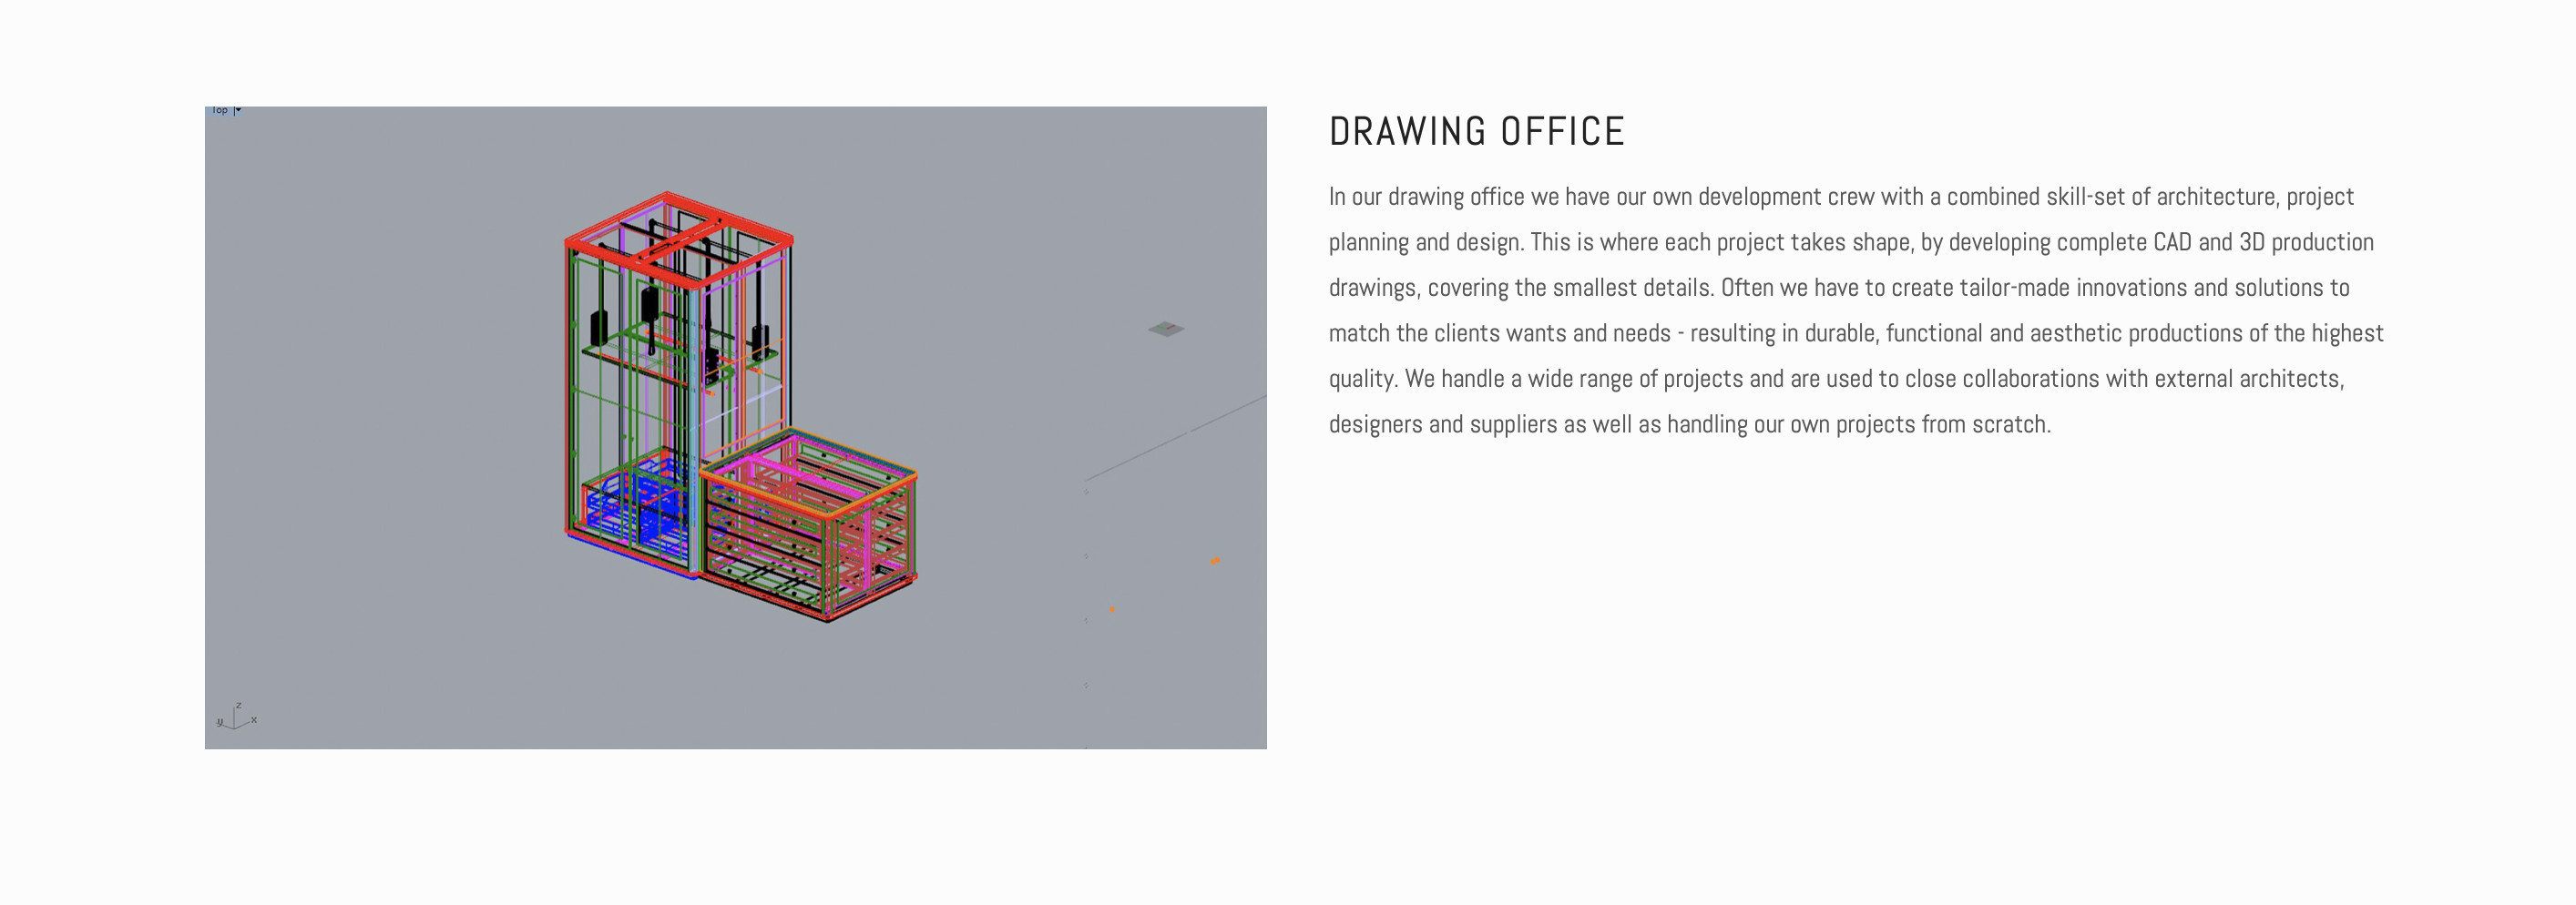 Top
DRAWING OFFICE
In our drawing office we have our own development crew with a combined skill-set of architecture, project
planning and design. This is where each project takes shape, by developing complete CAD and 3D production
drawings, covering the smallest details. Often we have to create tailor-made innovations and solutions to
match the clients wants and needs - resulting in durable, functional and aesthetic productions of the highest
quality. We handle a wide range of projects and are used to close collaborations with external architects,
designers and suppliers as well as handling our own projects from scratch.
z
y
x